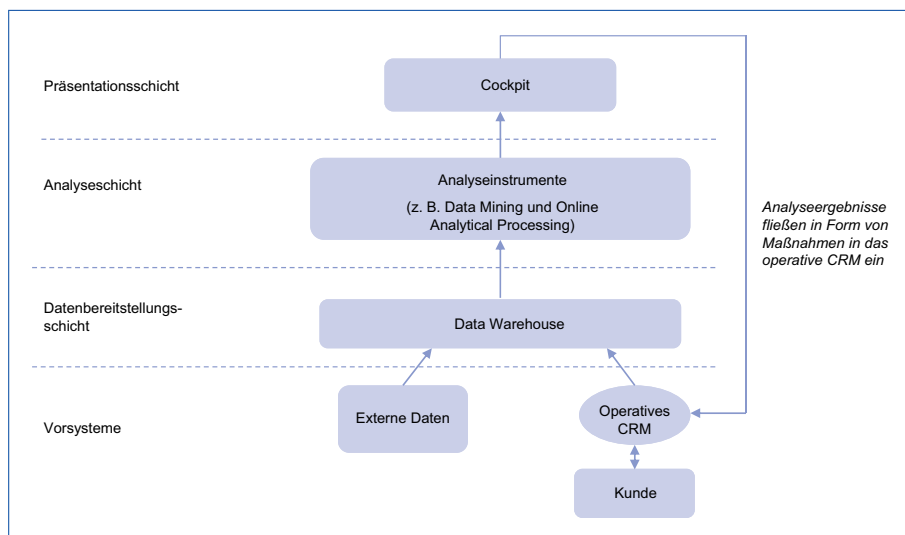 Präsentationsschicht
Cockpit
Analyseschicht
Analyseinstrumente
(z. B. Data Mining und Online
Analytical Processing)
Analyseergebnisse
fließen in Form von
Maßnahmen in das
operative CRM ein
Datenbereitstellungs-
schicht
Data Warehouse
Vorsysteme
Externe Daten
Operatives
CRM
Kunde